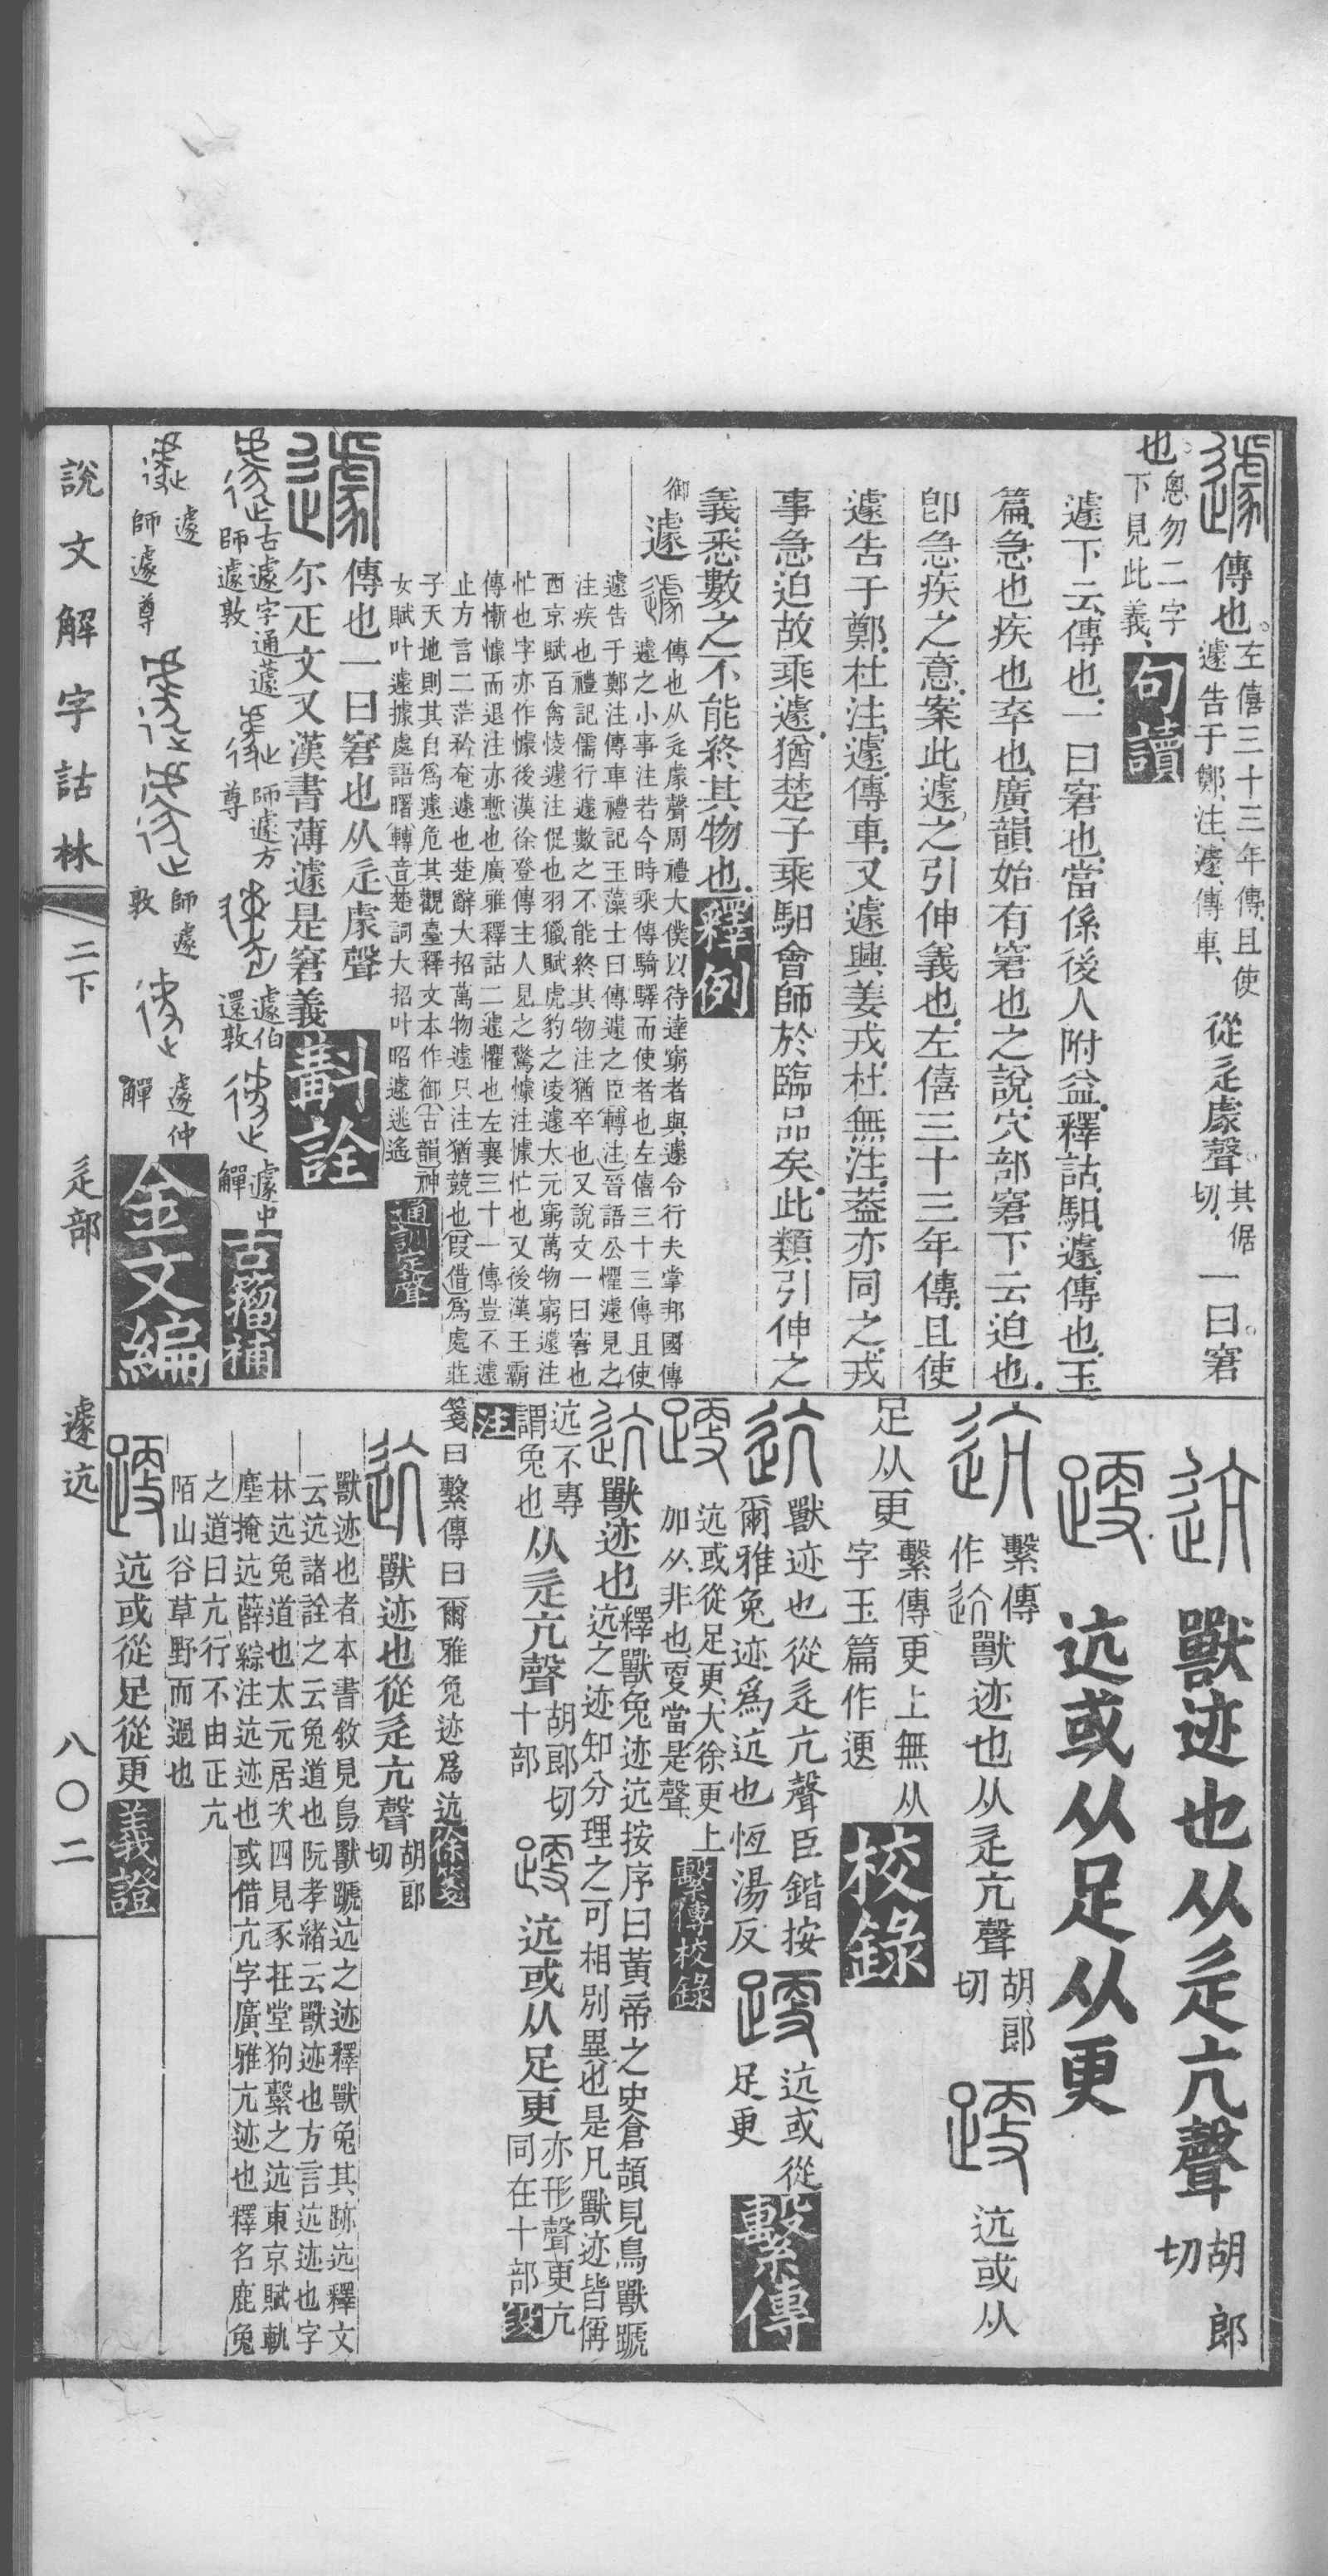 傳也。左僖三十三年傳、且使
遽告于鄭、注、遽、傳車、從辵豦聲。其倨
切、一曰窘
也。恩勿二字
下見此義、句讀
遽下云、傳也、一曰窘也、當係後人附益、釋詁、馹、遽、傳也、玉
篇、急也、疾也、卒也、廣韻、始有窘也之說、穴部窘下云、迫也、
卽急疾之意、案此遽之引伸義也、左僖三十三年傳、且使
遽告于鄭、杜注、遽、傳車、又遽興姜戎、杜無注、蓋亦同之、戎
事急迫、故乘遽、猶楚子乘馹、會師於臨品矣、此類引伸之
義、悉數之不能終其物也、釋例
御遽
傳也从辵豦聲周禮大僕以待達窮者與遽令行夫掌邦國傳
遽之小事注若今時乘傳騎驛而使者也左僖三十三傳且使
遽告于鄭注傳車禮記玉藻士曰傳遽之臣轉注晉語公懼遽見之
注疾也禮記儒行遽數之不能終其物注猶卒也又說文一曰窘也
西京賦百禽㥄遽注促也羽獵賦虎豹之淩遽太元窮萬物窮遽注
忙也字亦作懅後漢徐登傳主人見之驚懅注懅忙也又後漢王霸
傳慚懅而退注亦慙也廣雅釋詁二遽懼也左襄三十一傳豈不遽
止方言二茫矜奄遽也楚辭大招萬物遽只注猶競也叚借爲處莊
子天地則其自爲遽危其觀臺釋文本作御古韻神
女賦叶遽據處語曙轉音楚詞大招叶昭遽逃遙通訓定聲
傳也一曰窘也从辵豦聲
尔正文又漢書薄遽是窘義斠詮
古遽字通蘧師遽方
師遽敦
尊
遽伯
還敦
遽中
觶
古籀補
遽
師遽尊
師遽
敦
遽仲
觶
金文編
獸迹也从辵亢聲胡郎
切
迒或从足从更
繫傳
作迒獸迹也从辵亢聲胡郎
切
迒或从
足从更繫傳更上無从
字玉篇作䢚校錄
獸迹也從辵亢聲臣鍇按
爾雅兔迹爲迒也恆湯反
迒或從
足更
繫傳
迒或從足更、大徐更上
加从、非也、㪅當是聲、繫傳校錄
獸迹也釋獸兔迹迒按序曰黃帝之史倉頡見鳥獸蹏
迒之迹知分理之可相別異也是凡獸迹皆偁
迒不專
謂兔也从辵亢聲胡郎切
十部
迒或从足更亦形聲更亢
同在十部段
注
箋曰繫傳曰爾雅兔迹爲迒徐箋
獸迹也從辵亢聲胡郎
切
獸迹也者本書敘見鳥獸蹏迒之迹釋獸兔其跡迒釋文
云迒諸詮之云兔道也阮孝緒云獸迹也方言迒迹也字
林迒兔道也太元居次四見豕在堂狗繫之迒東京賦軌
塵掩迒薛綜注迒迹也或借亢字廣雅亢迹也釋名鹿兔
之道曰亢行不由正亢
陌山谷草野而過也
迒或從足從更義證
說文解字詁林
二下
辵部
遽迒
八〇二